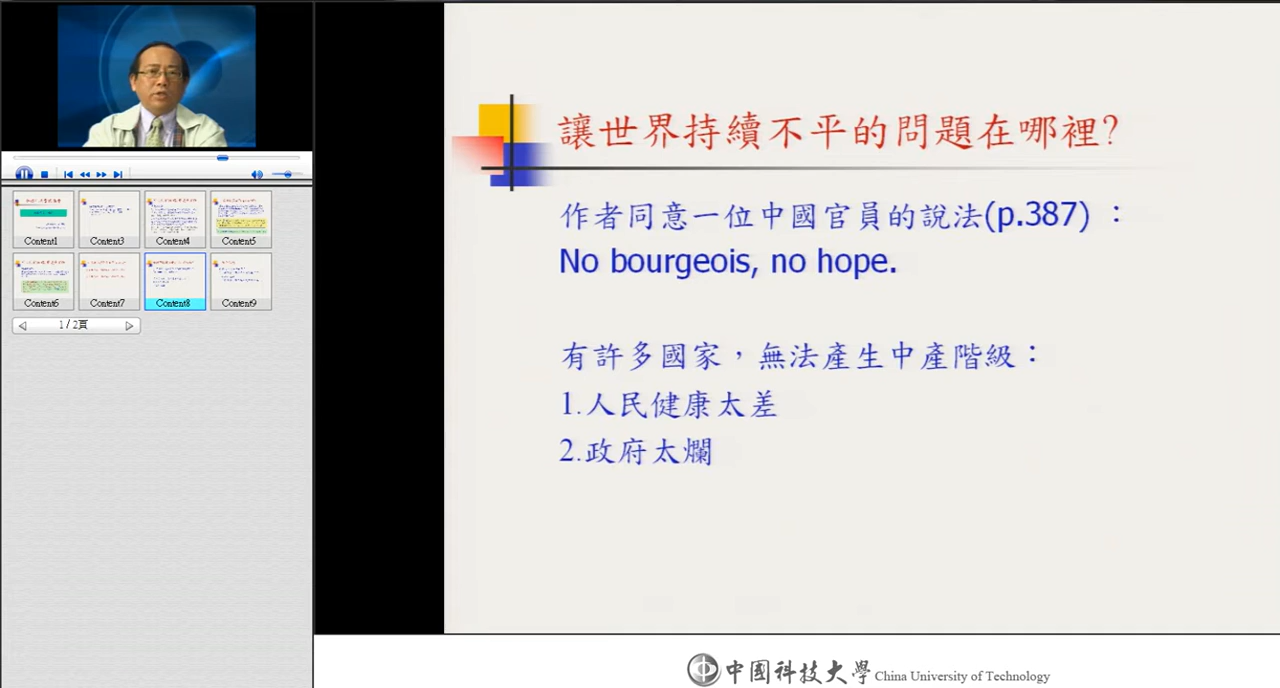 讓世界持續不平的問題在哪裡?
作者同意一位中國官員的說法(p.387)：
No bourgeois, no hope.
有許多國家，無法產生中產階級：
1.人民健康太差
2.政府太爛
Content1
Content3
Content4
Content5
Content6
Content7
Content8
Content9
1/2頁
中國科技大學 China University of Technology